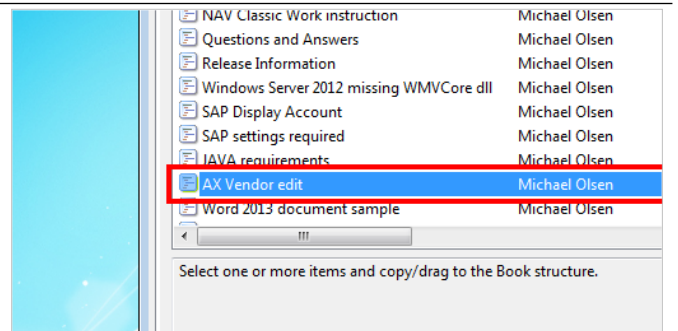 NAV Classic Work instruction Michael Olsen
Questions and Answers Michael Olsen
Release Information Michael Olsen
Windows Server 2012 missing WMVCore dll Michael Olsen
SAP Display Account Michael Olsen
SAP settings required Michael Olsen
JAVA requirements Michael Olsen
AX Vendor edit Michael Olsen
Word 2013 document sample Michael Olsen
Select one or more items and copy/drag to the Book structure.